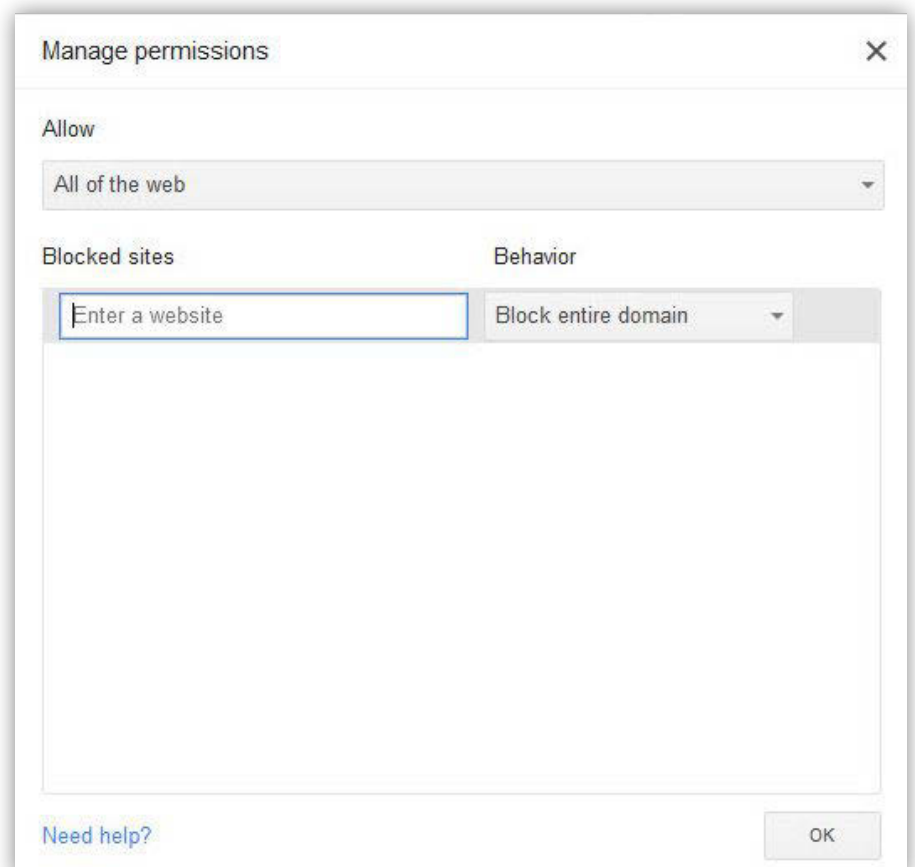 Manage permissions
Allow
All of the web
Blocked sites Behavior
Enter a website Block entire domain
Need help? OK